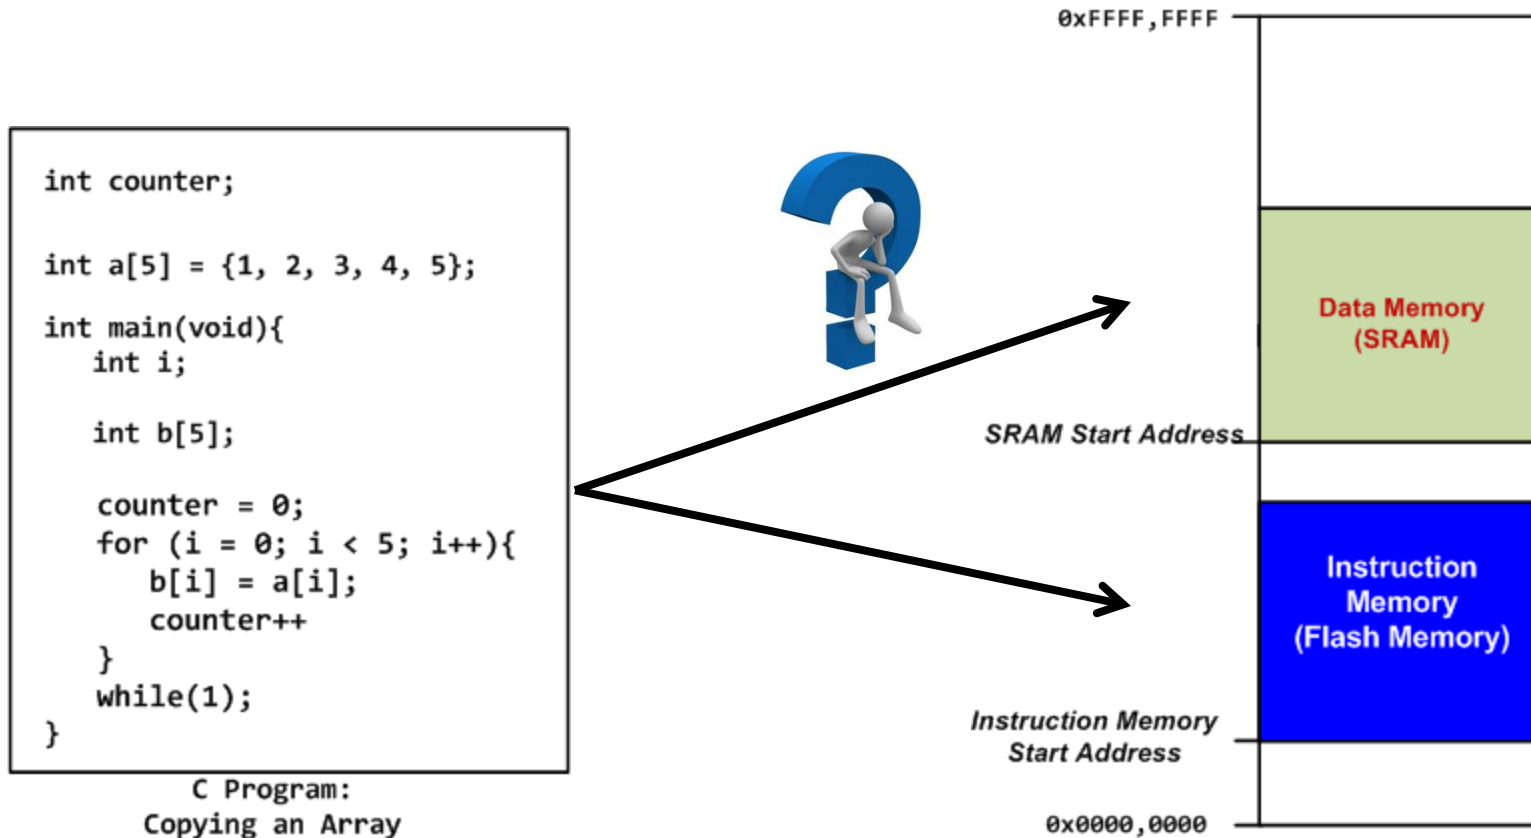 int counter;
int a[5] = {1, 2, 3, 4, 5};
int main(void){
int i;
int b[5];
counter = 0;
for (i = 0; i < 5; i++){
b[i] = a[i];
counter++
}
while(1);
}
C Program:
Copying an Array
0xFFFF,FFFF
Data Memory
(SRAM)
SRAM Start Address
Instruction
Memory
(Flash Memory)
Instruction Memory
Start Address
0x0000,0000